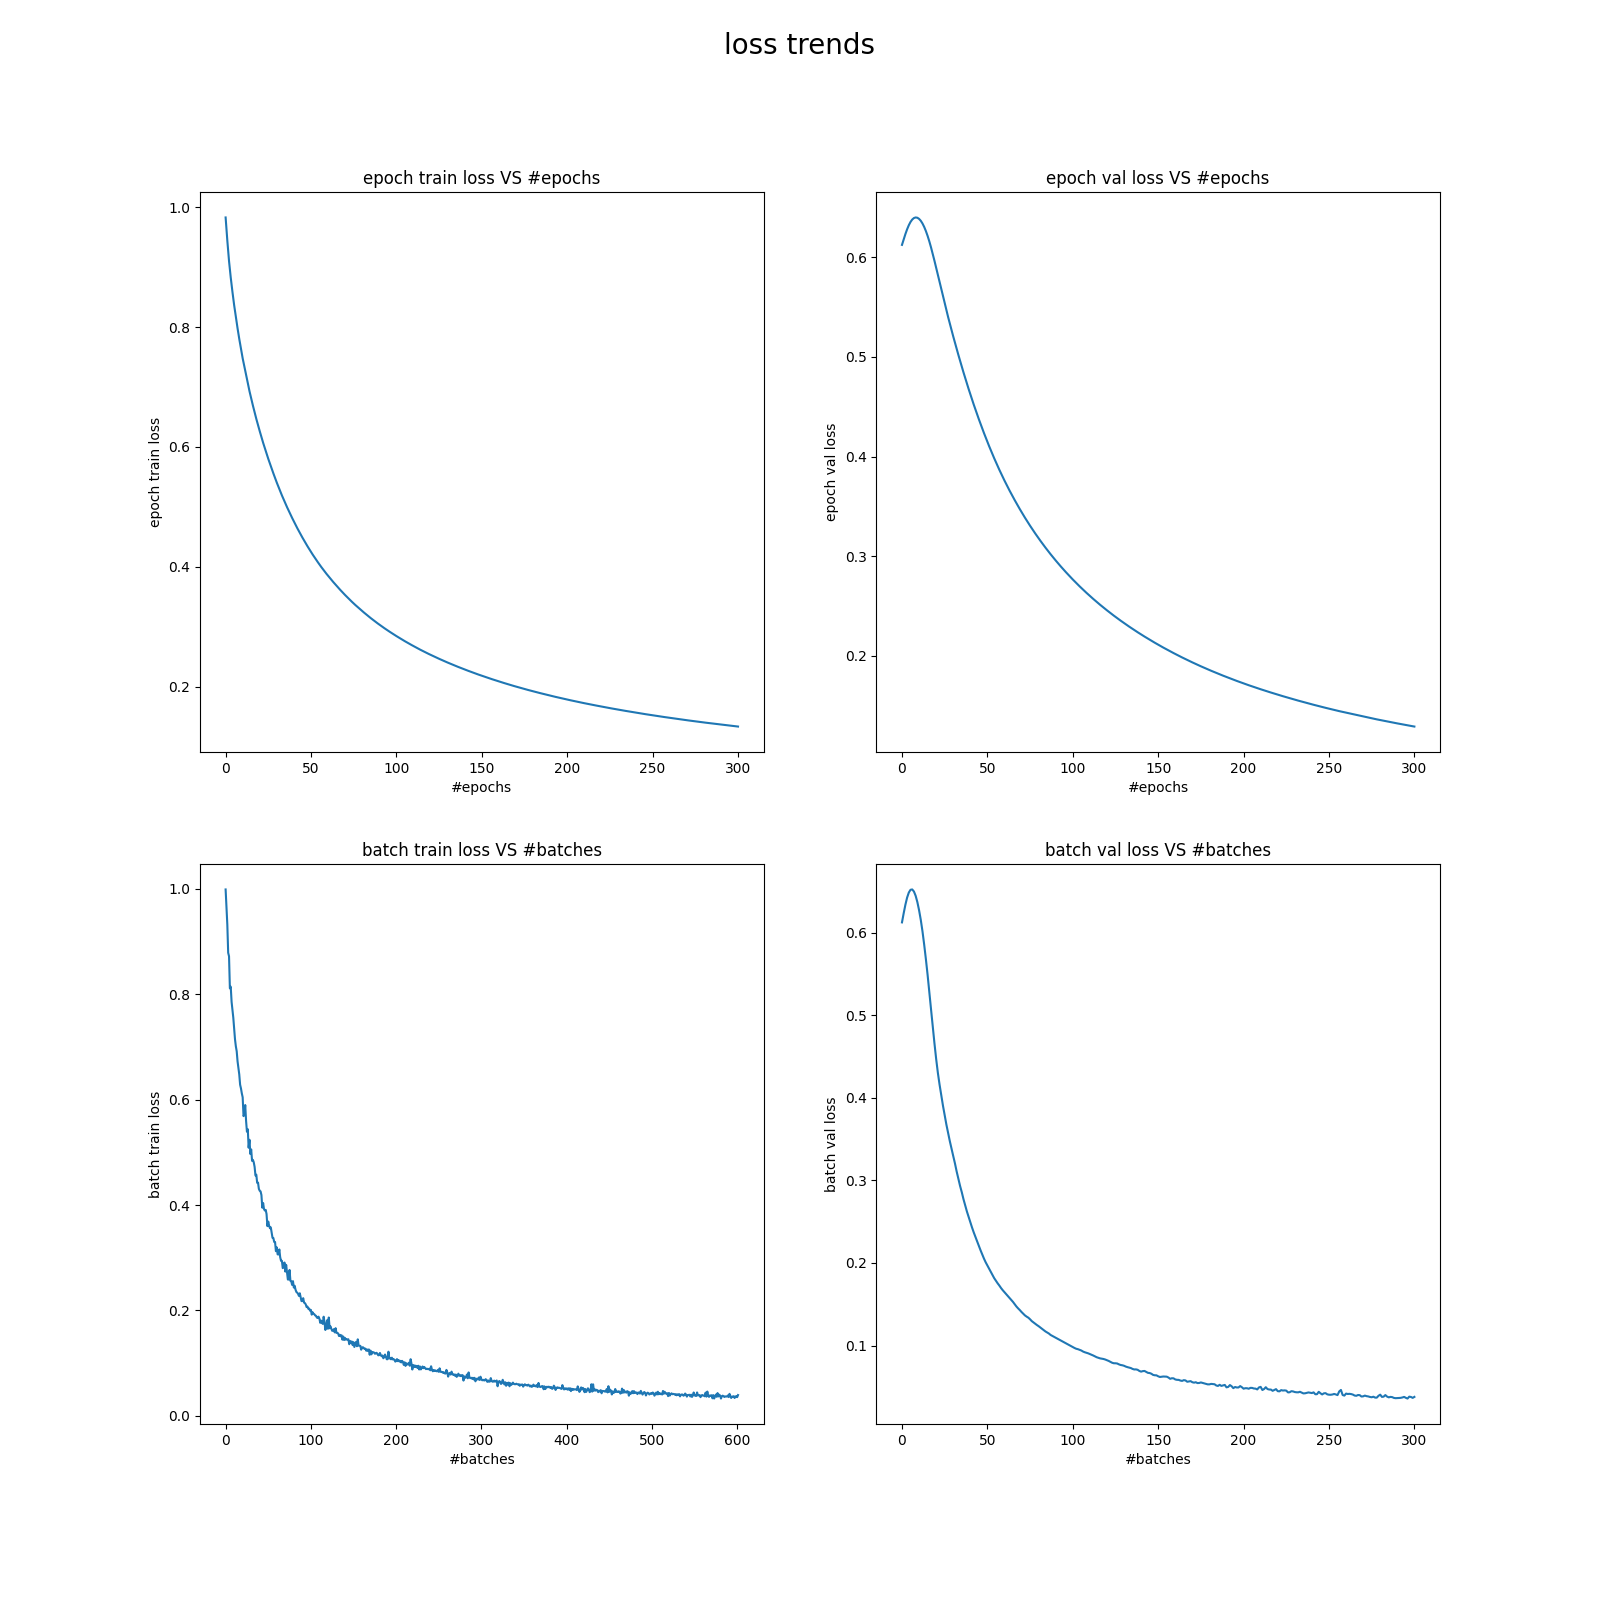 loss trends
epoch train loss VS #epochs
epoch train loss
1.0
0.8
0.6
0.4
0.2
0 50 100 150 200 250 300
#epochs
epoch val loss VS #epochs
epoch val loss
0.6
0.5
0.4
0.3
0.2
0 50 100 150 200 250 300
#epochs
batch train loss VS #batches
batch train loss
1.0
0.8
0.6
0.4
0.2
0.0
0 100 200 300 400 500 600
#batches
batch val loss VS #batches
batch val loss
0.6
0.5
0.4
0.3
0.2
0.1
0 50 100 150 200 250 300
#batches